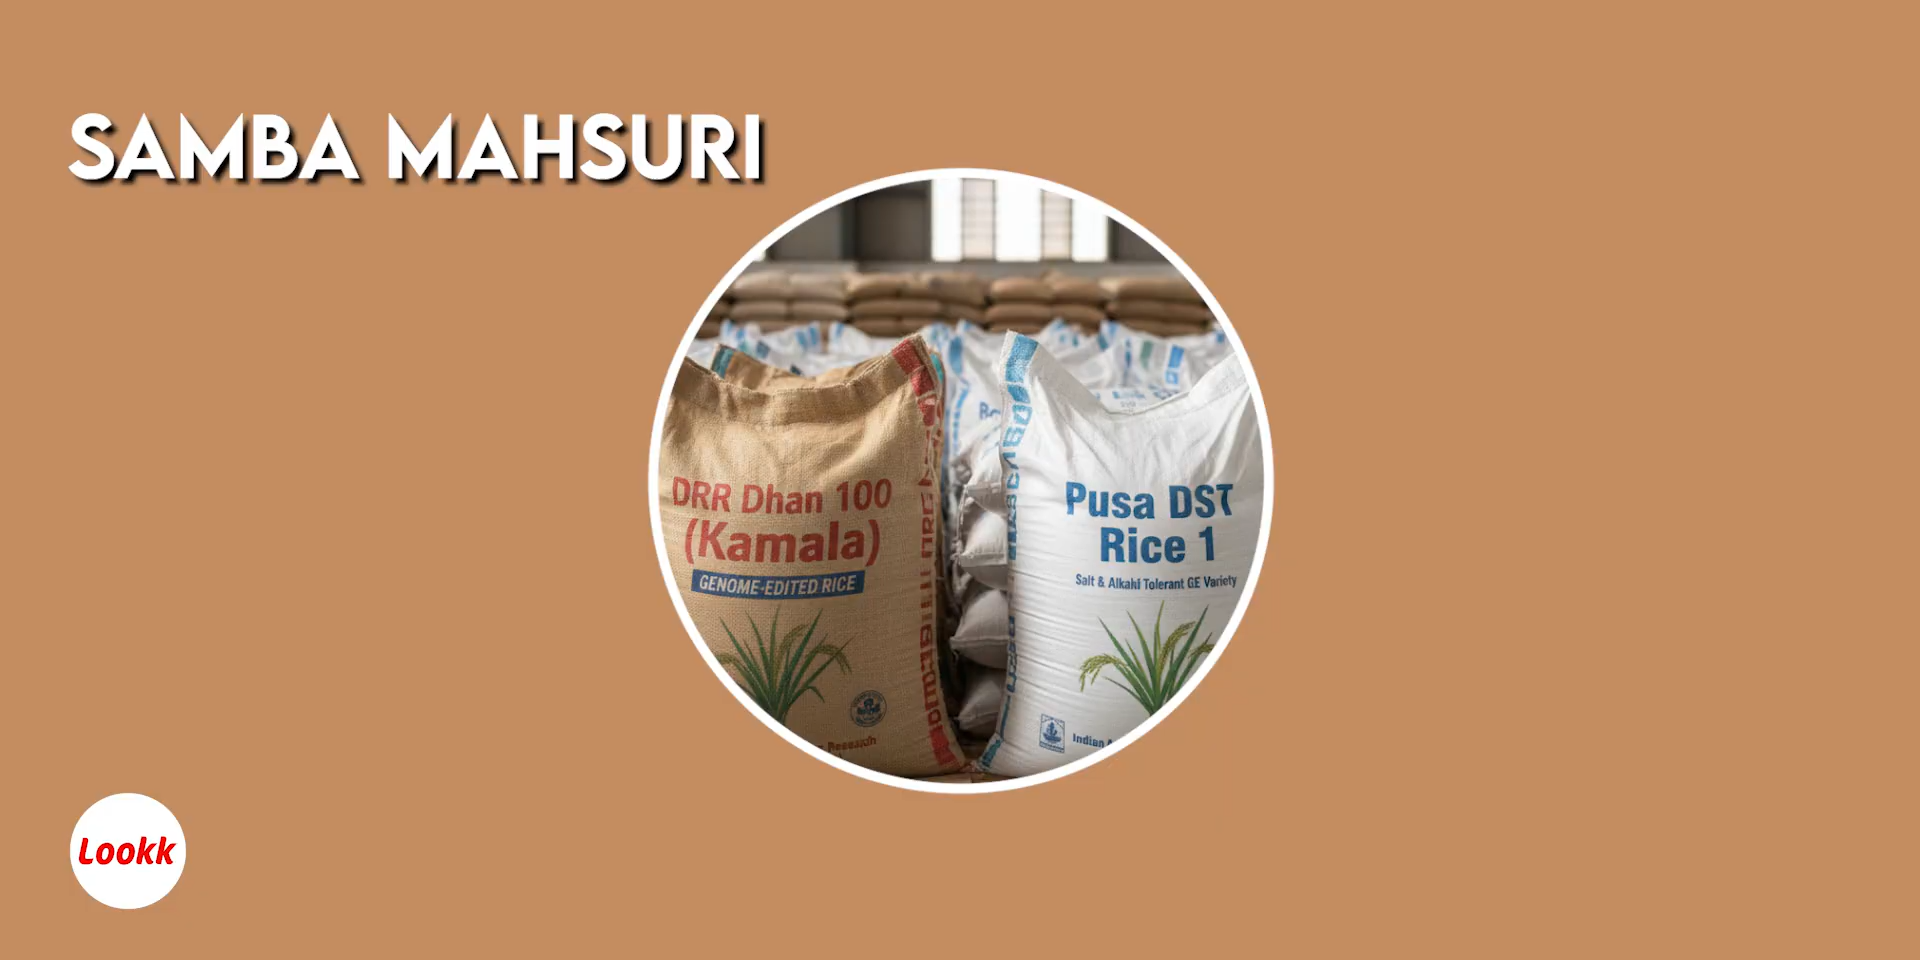 SAMBA MAHSURI
DRR Dhan 100
(Kamala)
GENOME-EDITED RICE
Pusa DST
Rice 1
Salt & Alkali Tolerant GE Variety
Indian
Lookk